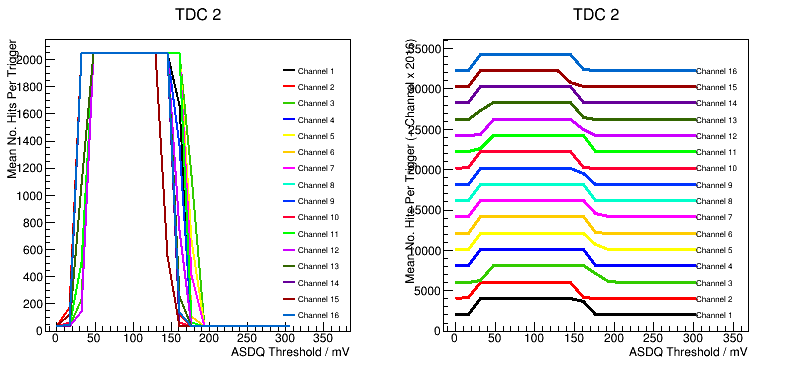 TDC 2
Mean No. Hits Per Trigger
2000
1800
1600
1400
1200
1000
800
600
400
200
0
0 50 100 150 200 250 300 350
ASDQ Threshold / mV
Channel 1
Channel 2
Channel 3
Channel 4
Channel 5
Channel 6
Channel 7
Channel 8
Channel 9
Channel 10
Channel 11
Channel 12
Channel 13
Channel 14
Channel 15
Channel 16
TDC 2
Mean No. Hits Per Trigger (+ Channel x 2016)
35000
30000
25000
20000
15000
10000
5000
0
0 50 100 150 200 250 300 350
ASDQ Threshold / mV
Channel 16
Channel 15
Channel 14
Channel 13
Channel 12
Channel 11
Channel 10
Channel 9
Channel 8
Channel 7
Channel 6
Channel 5
Channel 4
Channel 3
Channel 2
Channel 1